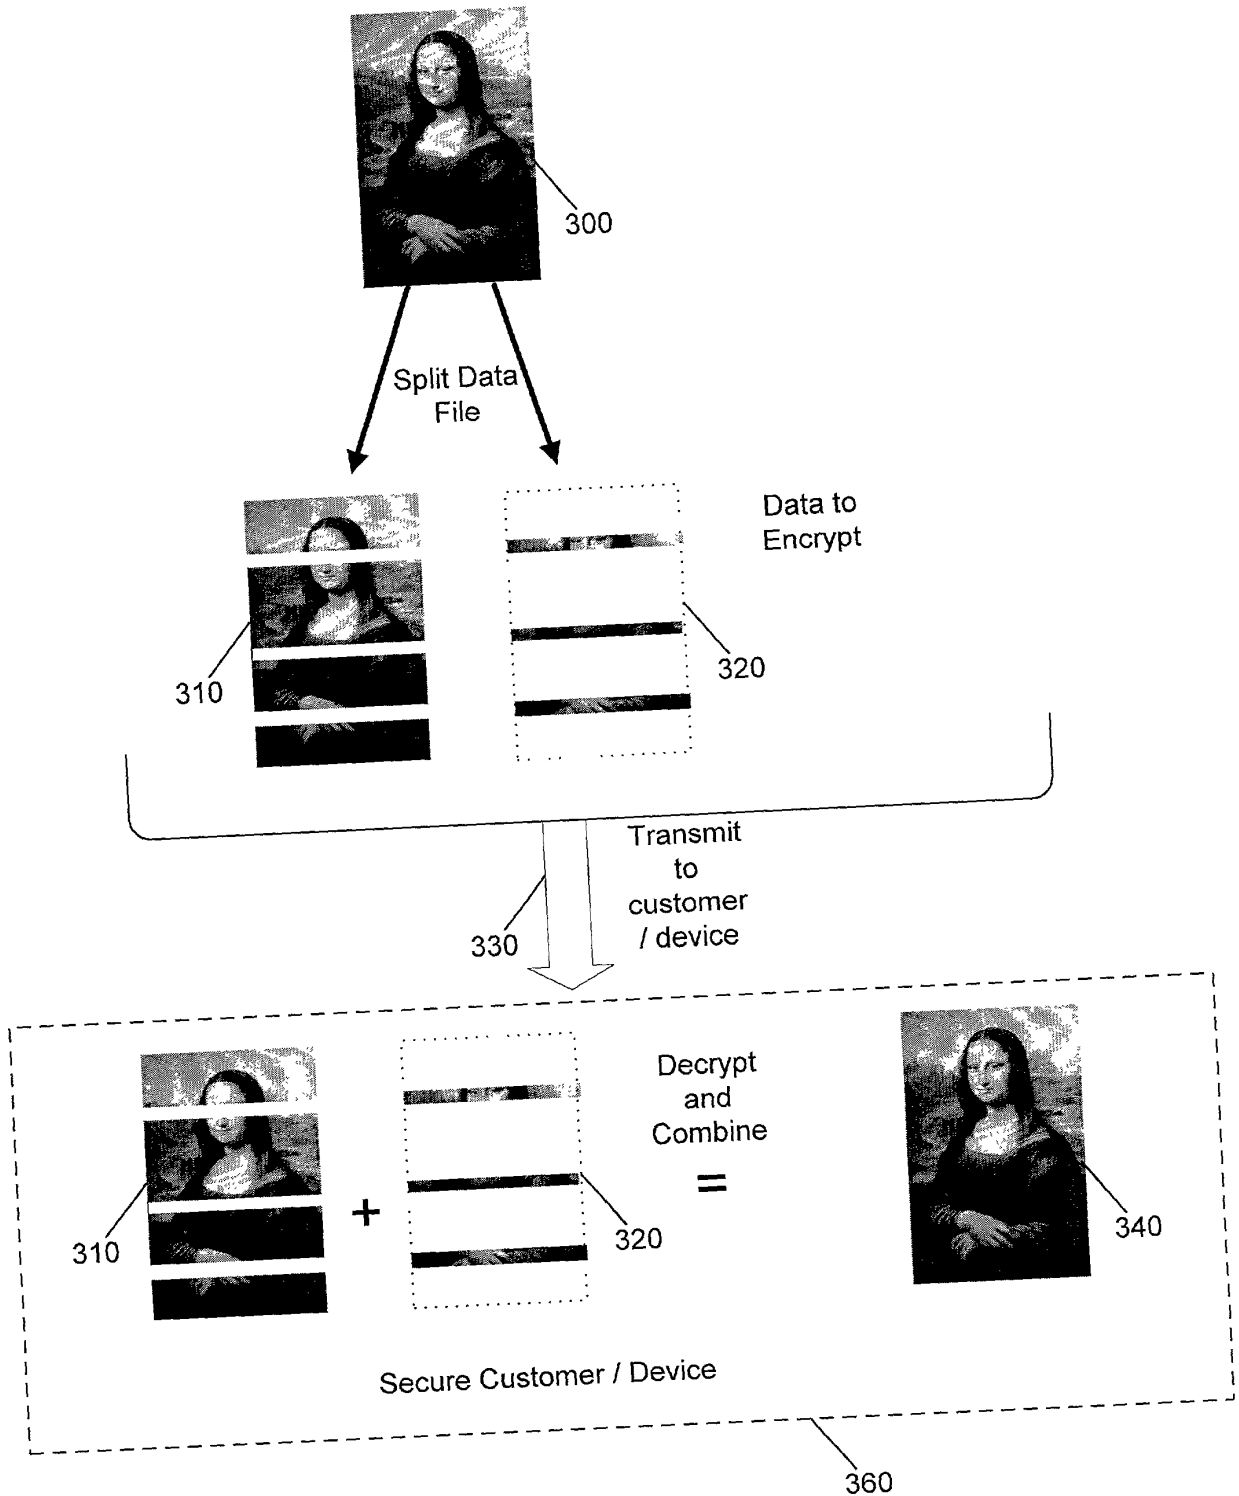 300
Split Data
File
Data to
Encrypt
310
320
Transmit
to
customer
/ device
330
Decrypt
and
Combine
310
+
320
=
340
Secure Customer / Device
360